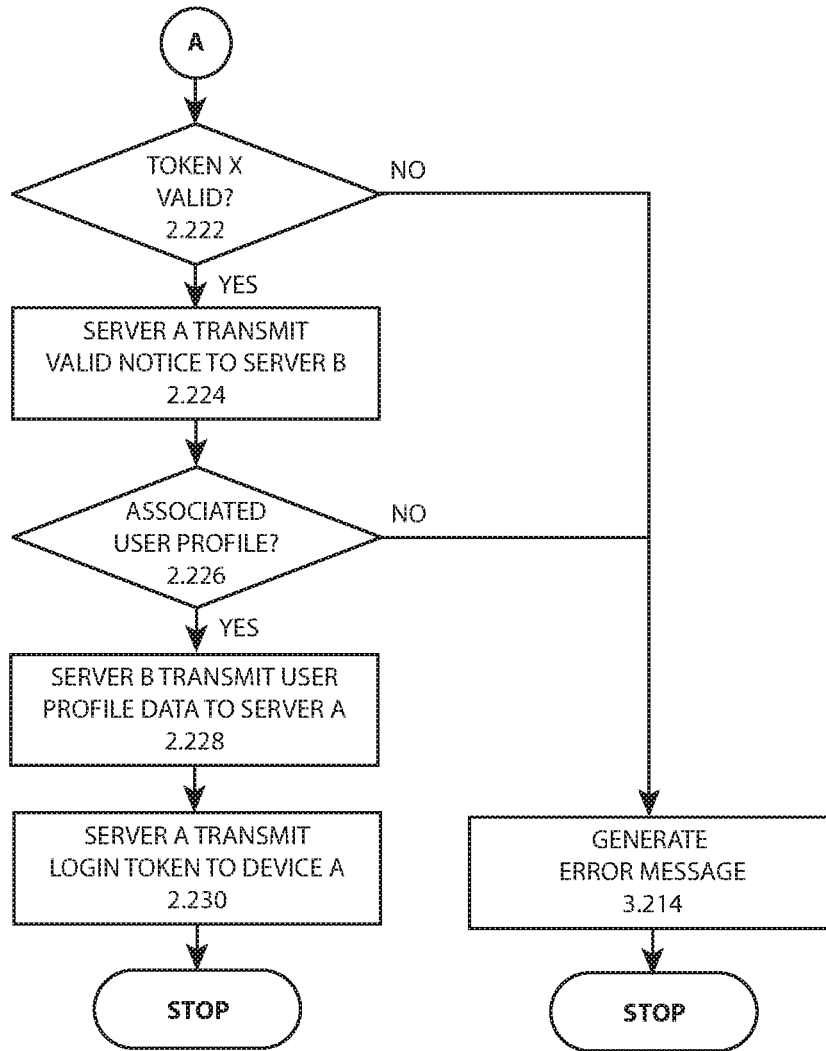 A
TOKEN X
VALID?
2.222
NO
YES
SERVER A TRANSMIT
VALID NOTICE TO SERVER B
2.224
ASSOCIATED
USER PROFILE?
2.226
NO
YES
SERVER B TRANSMIT USER
PROFILE DATA TO SERVER A
2.228
SERVER A TRANSMIT
LOGIN TOKEN TO DEVICE A
2.230
STOP
GENERATE
ERROR MESSAGE
3.214
STOP